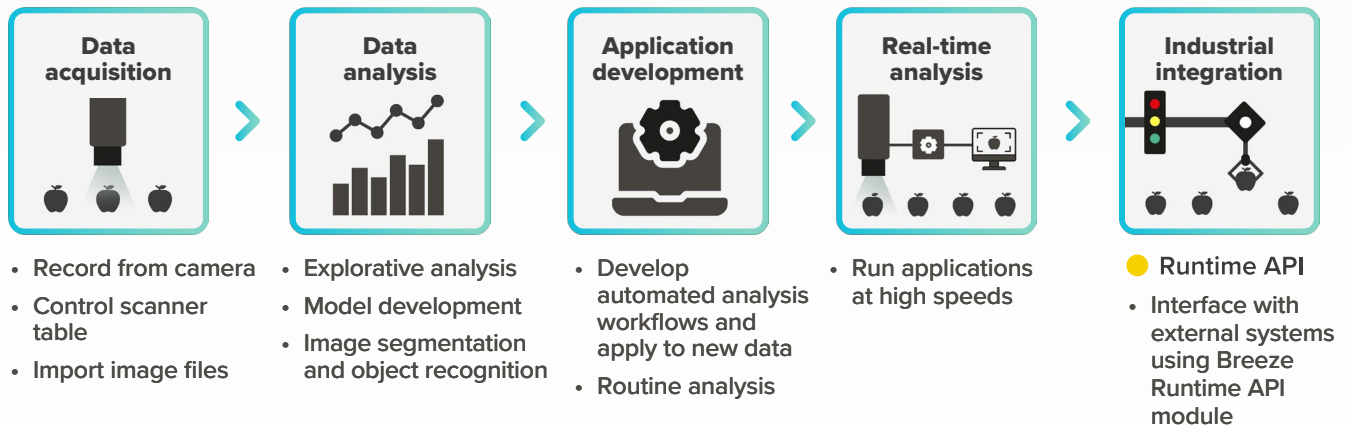 Data
acquisition
• Record from camera
• Control scanner
table
• Import image files
Data
analysis
• Explorative analysis
• Model development
• Image segmentation
and object recognition
Application
development
• Develop
automated analysis
workflows and
apply to new data
• Routine analysis
Real-time
analysis
• Run applications
at high speeds
Industrial
integration
Runtime API
• Interface with
external systems
using Breeze
Runtime API
module